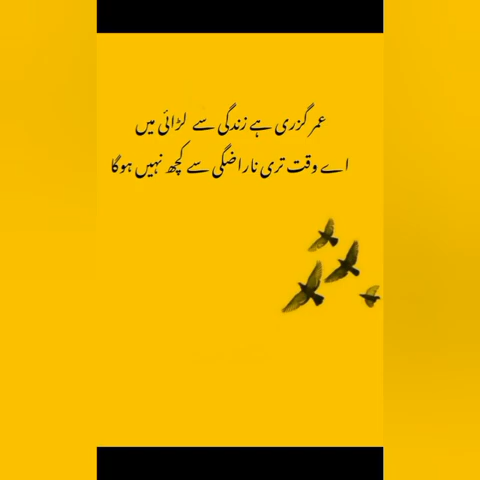 عمر گزری ہے زندگی سے لڑائی میں
اے وقت تری ناراضگی سے کچھ نہیں ہوگا